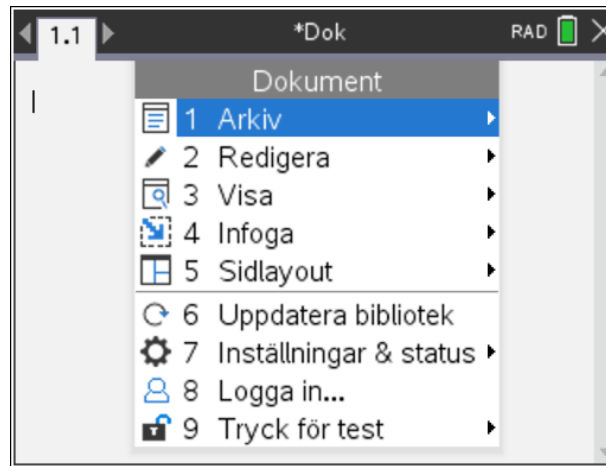 1.1 *Dok RAD
Dokument
1 Arkiv
2 Redigera
3 Visa
4 Infoga
5 Sidlayout
6 Uppdatera bibliotek
7 Inställningar & status
8 Logga in...
9 Tryck för test